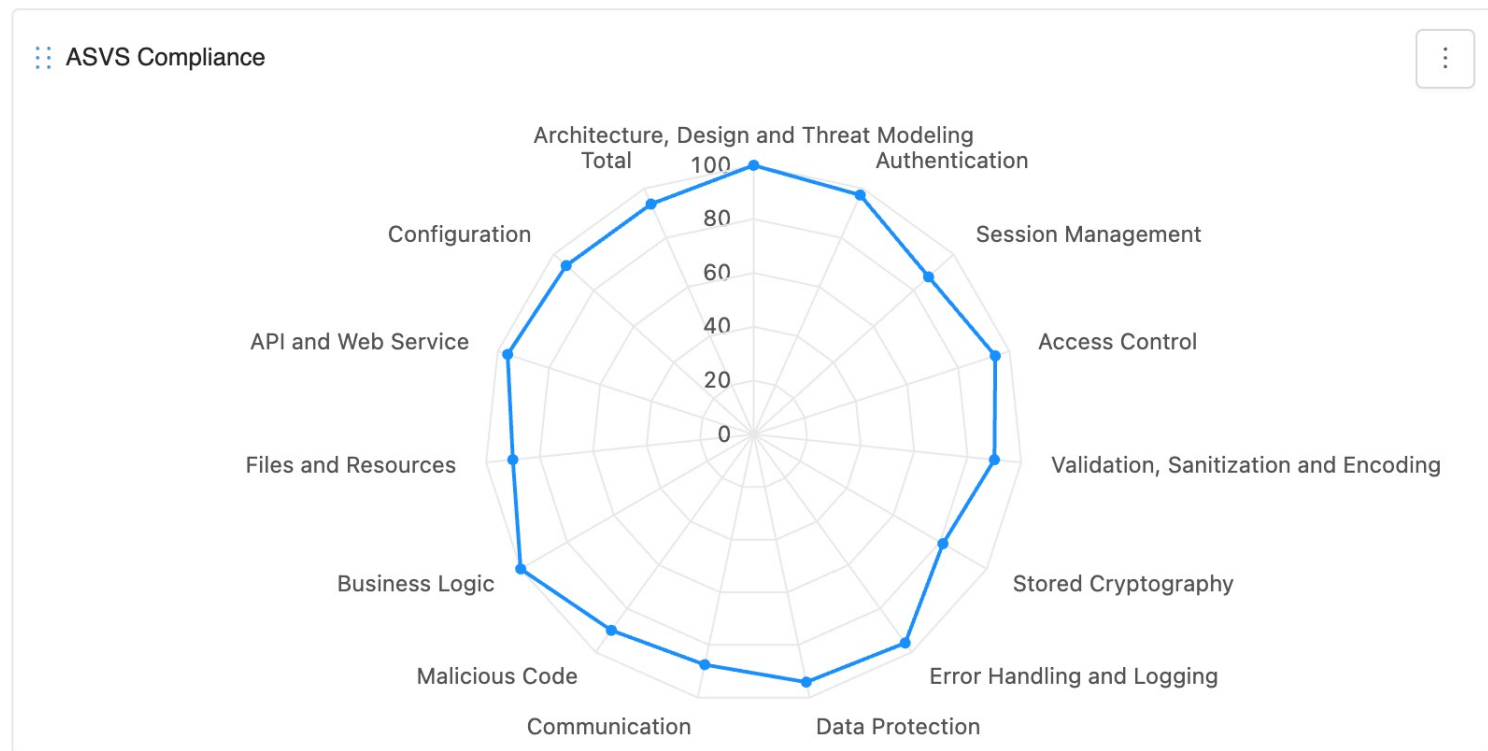 ASVS Compliance
Architecture, Design and Threat Modeling
Total
100
Authentication
80
Configuration
Session Management
60
API and Web Service
40
Access Control
20
0
Files and Resources
Validation, Sanitization and Encoding
Business Logic
Stored Cryptography
Malicious Code
Error Handling and Logging
Communication
Data Protection